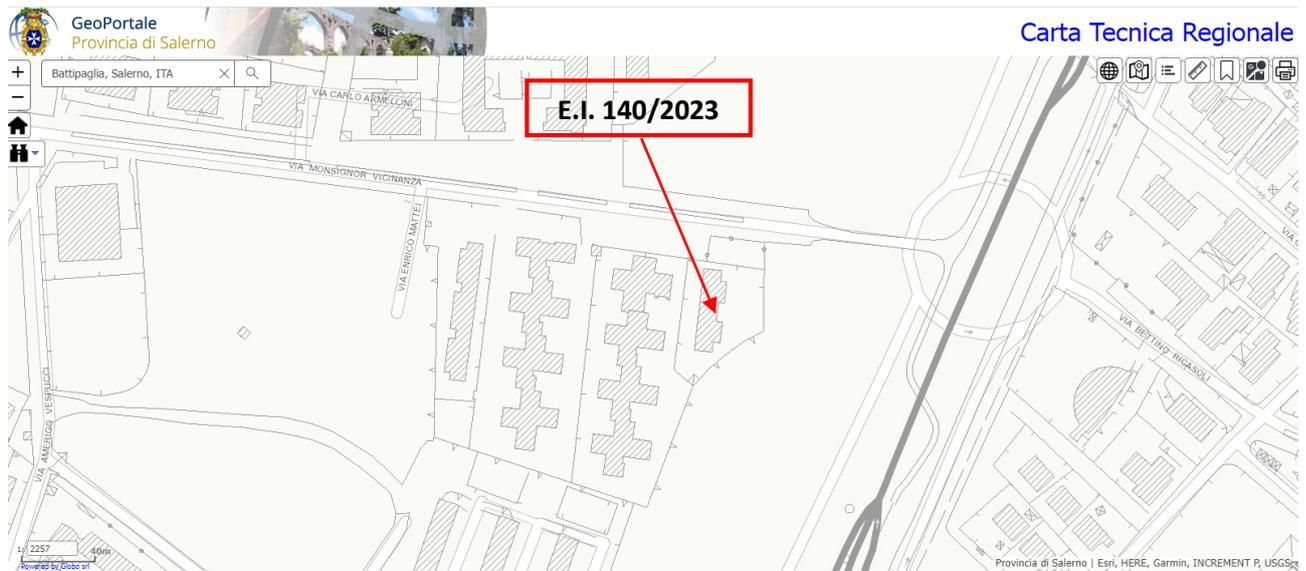 GeoPortale
Provincia di Salerno
Carta Tecnica Regionale
Battipaglia, Salerno, ITA
E.I. 140/2023
VIA CARLO ARMELLINI
VIA MONSIGNOR VICINANZA
VIA ENRICO MATTEI
VIA BETTINO RICASOLI
VIA AMERIGO VESPUCCI
1: 2257
40m
Powered by Globo srl
Provincia di Salerno | Esri, HERE, Garmin, INCREMENT P, USGS